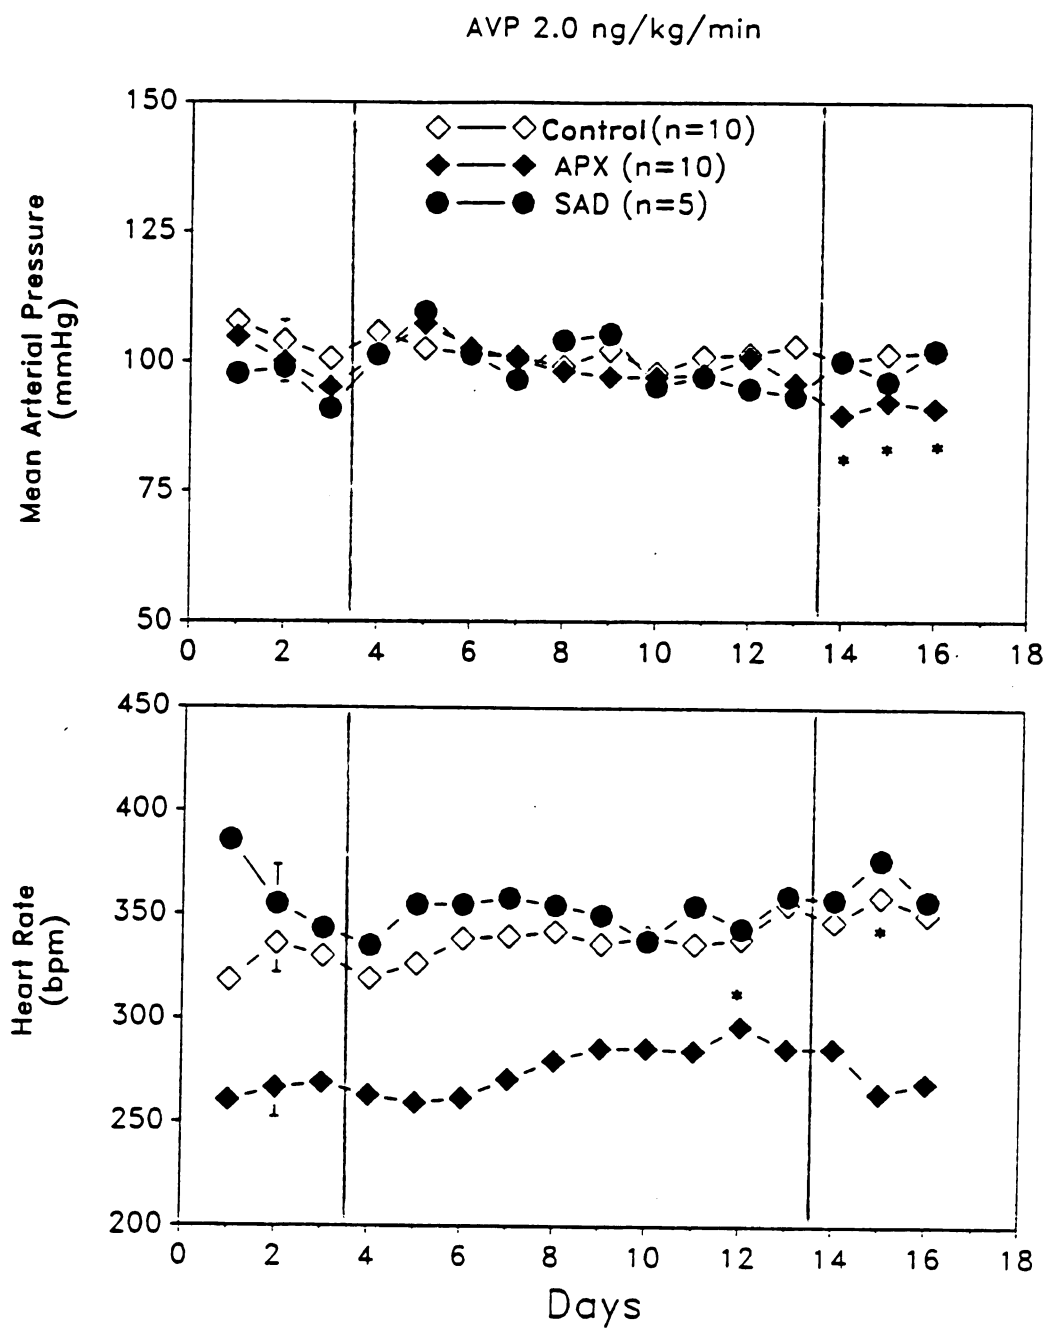 AVP 2.0 ng/kg/min
150
125
100
75
50
Mean Arterial Pressure
(mmHg)
Control(n=10)
APX (n=10)
SAD (n=5)
* * *
0 2 4 6 8 10 12 14 16 18
450
400
350
300
250
200
Heart Rate
(bpm)
*
*
0 2 4 6 8 10 12 14 16 18
Days